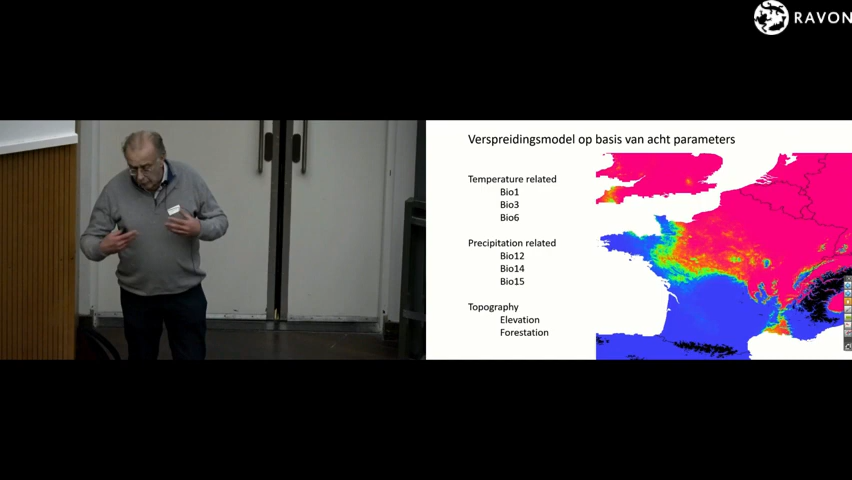 RAVON
Verspreidingsmodel op basis van acht parameters
Temperature related
Bio1
Bio3
Bio6
Precipitation related
Bio12
Bio14
Bio15
Topography
Elevation
Forestation